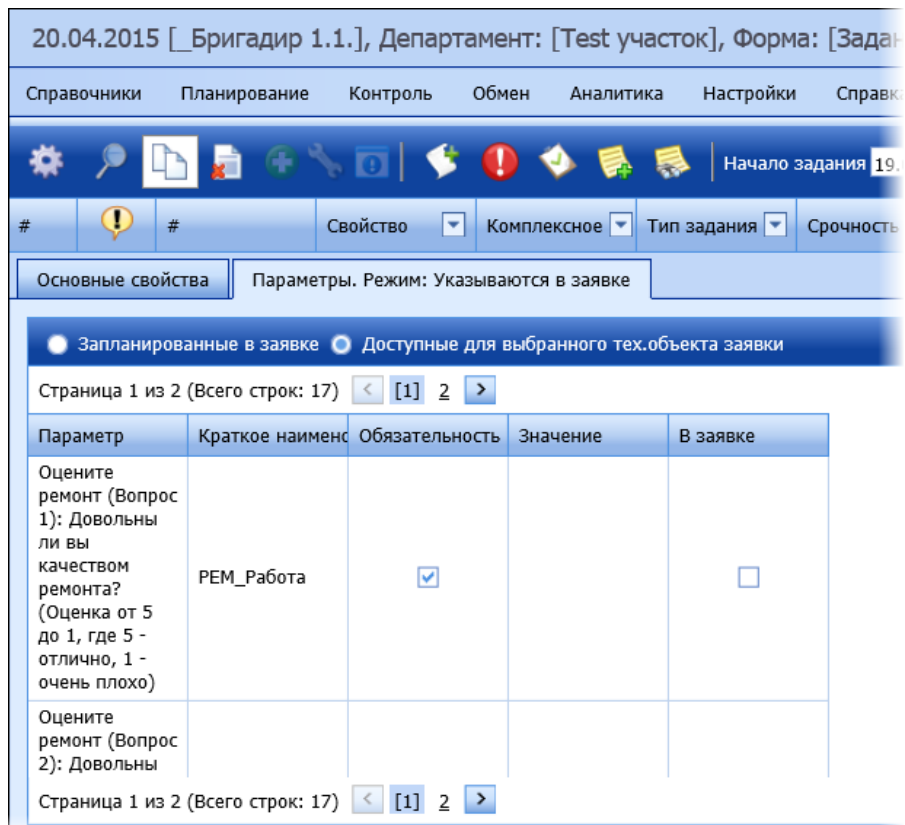 20.04.2015 [_Бригадир 1.1.], Департамент: [Test участок], Форма: [Задан
Справочники Планирование Контроль Обмен Аналитика Настройки Справка
Начало задания 19.
# # Свойство Комплексное Тип задания Срочность
Основные свойства Параметры. Режим: Указываются в заявке
Запланированные в заявке Доступные для выбранного тех.объекта заявки
Страница 1 из 2 (Всего строк: 17) < [1] 2 >
Параметр Краткое наимено Обязательность Значение В заявке
Оцените
ремонт (Вопрос
1): Довольны
ли вы
качеством
ремонта?
(Оценка от 5
до 1, где 5 -
отлично, 1 -
очень плохо)
РЕМ_Работа
Оцените
ремонт (Вопрос
2): Довольны
Страница 1 из 2 (Всего строк: 17) < [1] 2 >